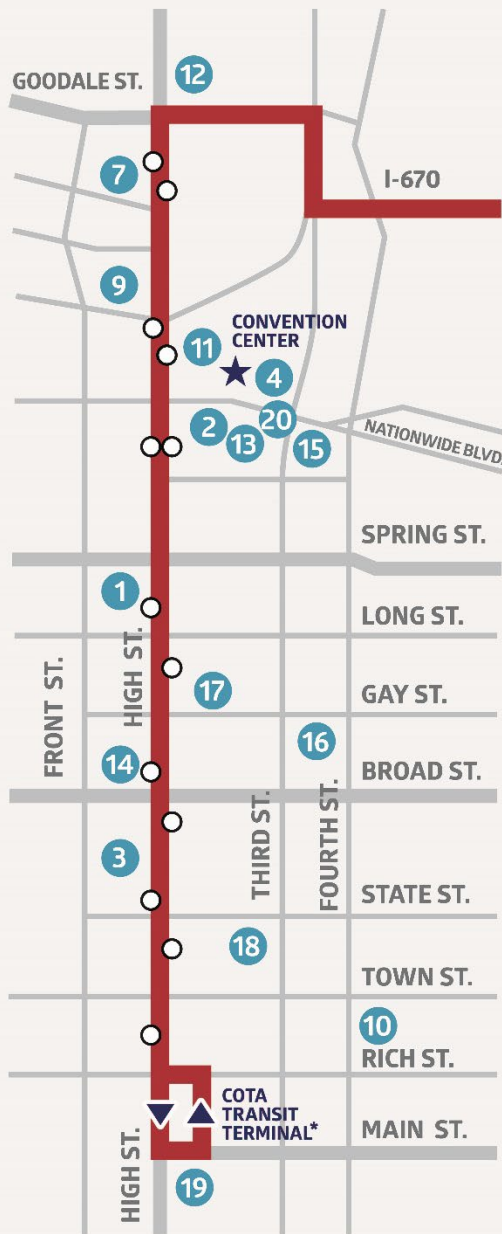 12
GOODALE ST.
7
I-670
9
CONVENTION
CENTER
11
4
20
2
13
15
NATIONWIDE BLVD.
SPRING ST.
1
LONG ST.
HIGH ST.
FRONT ST.
17
GAY ST.
16
14
BROAD ST.
THIRD ST.
FOURTH ST.
3
STATE ST.
18
TOWN ST.
10
RICH ST.
COTA
TRANSIT
TERMINAL*
MAIN ST.
HIGH ST.
19